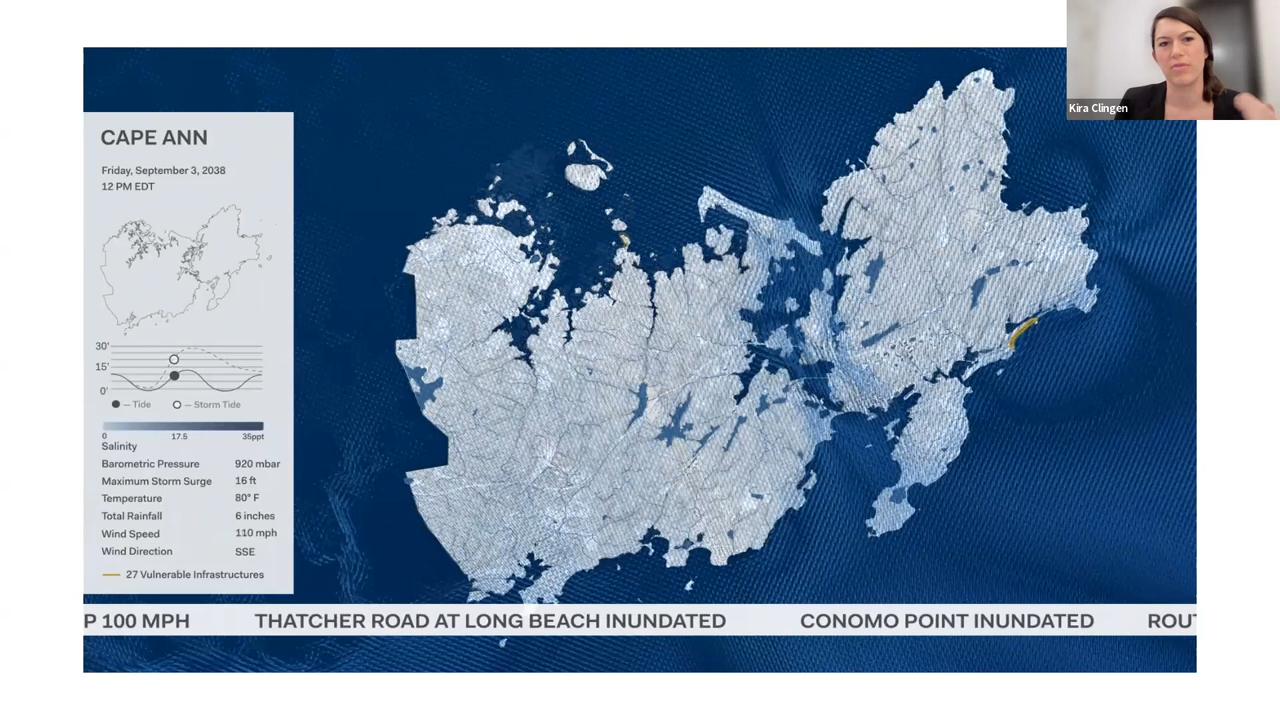 Kira Clingen
CAPE ANN
Friday, September 3, 2038
12 PM EDT
30'
15'
0'
— Tide
— Storm Tide
0 17.5 35ppt
Salinity
Barometric Pressure 920 mbar
Maximum Storm Surge 16 ft
Temperature 80° F
Total Rainfall 6 inches
Wind Speed 110 mph
Wind Direction SSE
27 Vulnerable Infrastructures
P 100 MPH THATCHER ROAD AT LONG BEACH INUNDATED CONOMO POINT INUNDATED ROUT